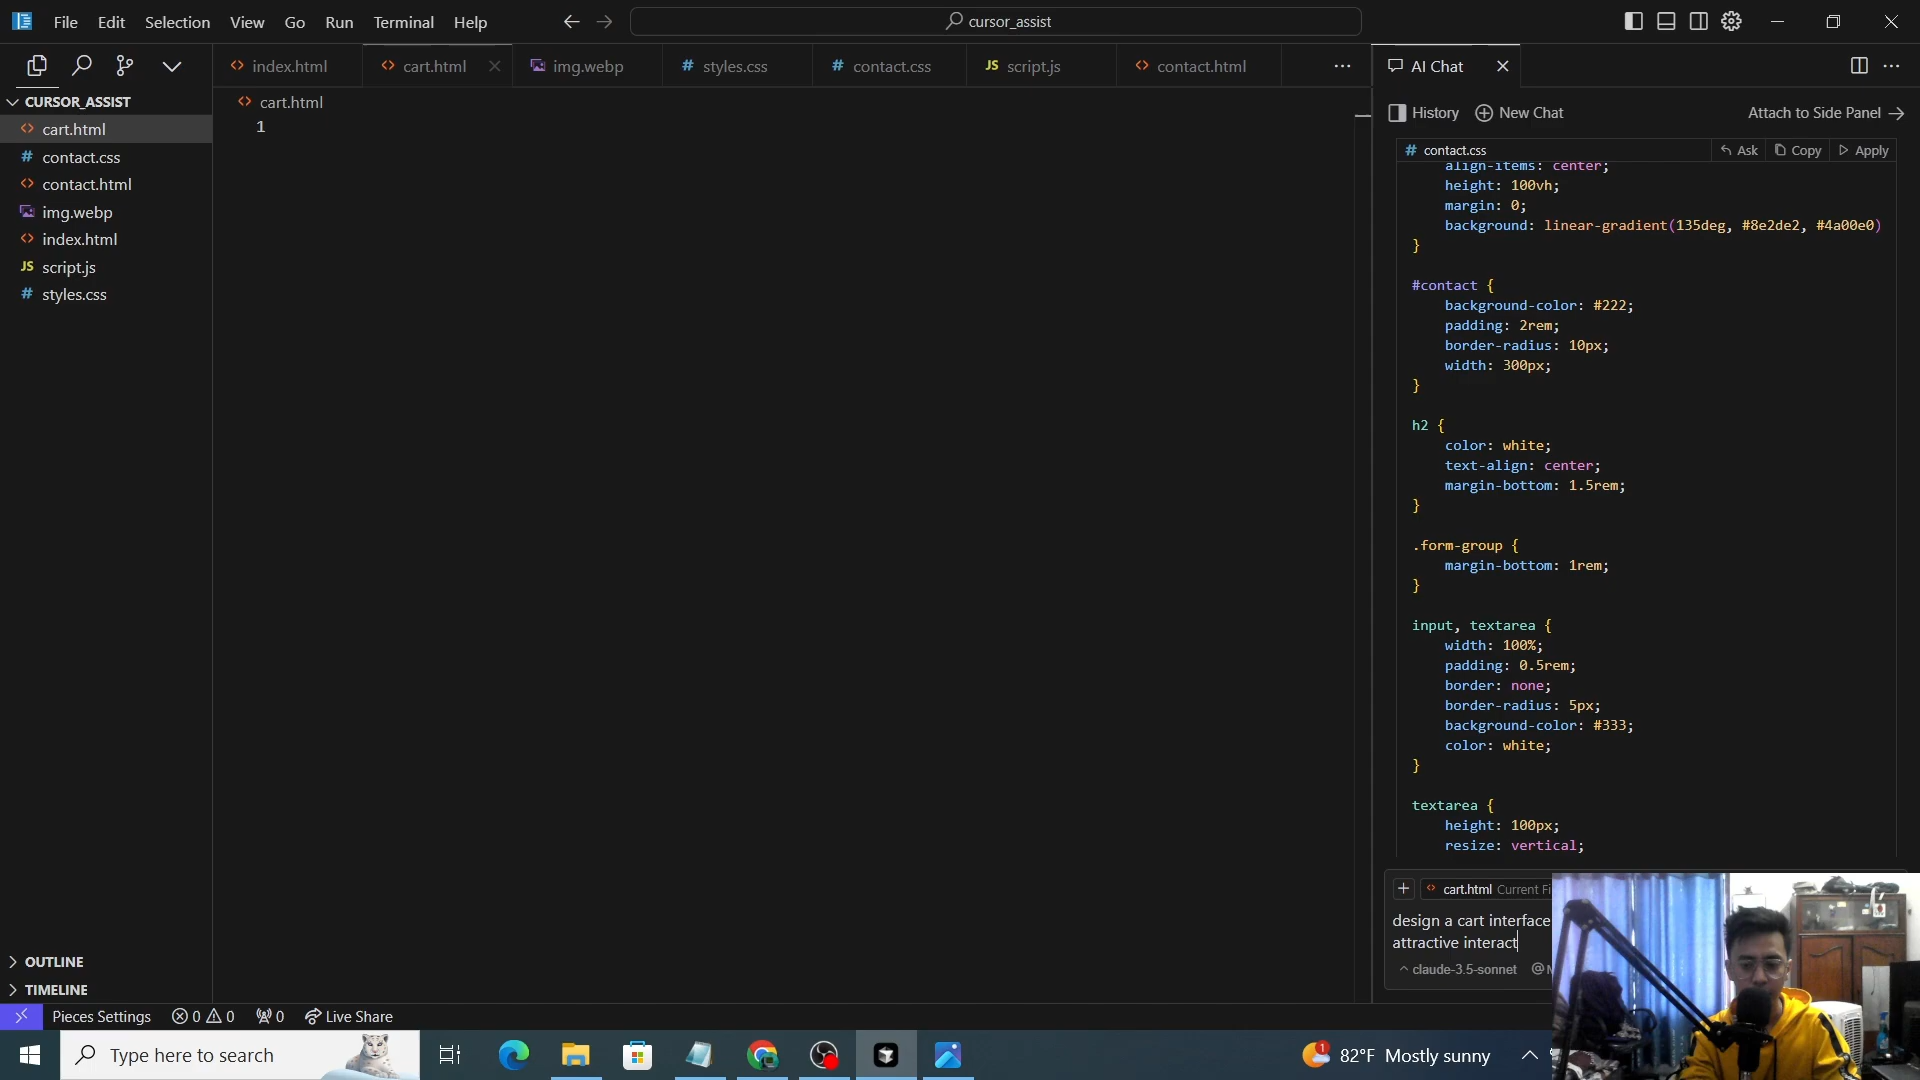 File Edit Selection View Go Run Terminal Help
cursor_assist
index.html
cart.html
img.webp
styles.css
contact.css
JS script.js
contact.html
AI Chat
CURSOR_ASSIST
cart.html
contact.css
contact.html
img.webp
index.html
JS script.js
styles.css
OUTLINE
TIMELINE
cart.html
1
History New Chat Attach to Side Panel
contact.css Ask Copy Apply
align-items: center;
height: 100vh;
margin: 0;
background: linear-gradient(135deg, #8e2de2, #4a00e0)
}
#contact {
background-color: #222;
padding: 2rem;
border-radius: 10px;
width: 300px;
}
h2 {
color: white;
text-align: center;
margin-bottom: 1.5rem;
}
.form-group {
margin-bottom: 1rem;
}
input, textarea {
width: 100%;
padding: 0.5rem;
border: none;
border-radius: 5px;
background-color: #333;
color: white;
}
textarea {
height: 100px;
resize: vertical;
+ cart.html Current Fi
design a cart interface
attractive interact
claude-3.5-sonnet @
Pieces Settings 0 0 0 Live Share
Type here to search
1
82°F Mostly sunny